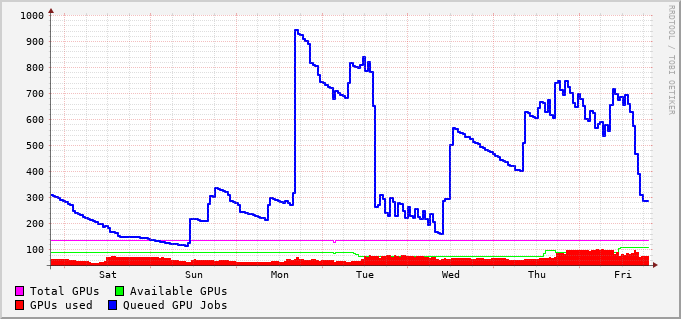 1000
900
800
700
600
500
400
300
200
100
Sat Sun Mon Tue Wed Thu Fri
Total GPUs Available GPUs
GPUs used Queued GPU Jobs
RRDTOOL / TOBI OETIKER